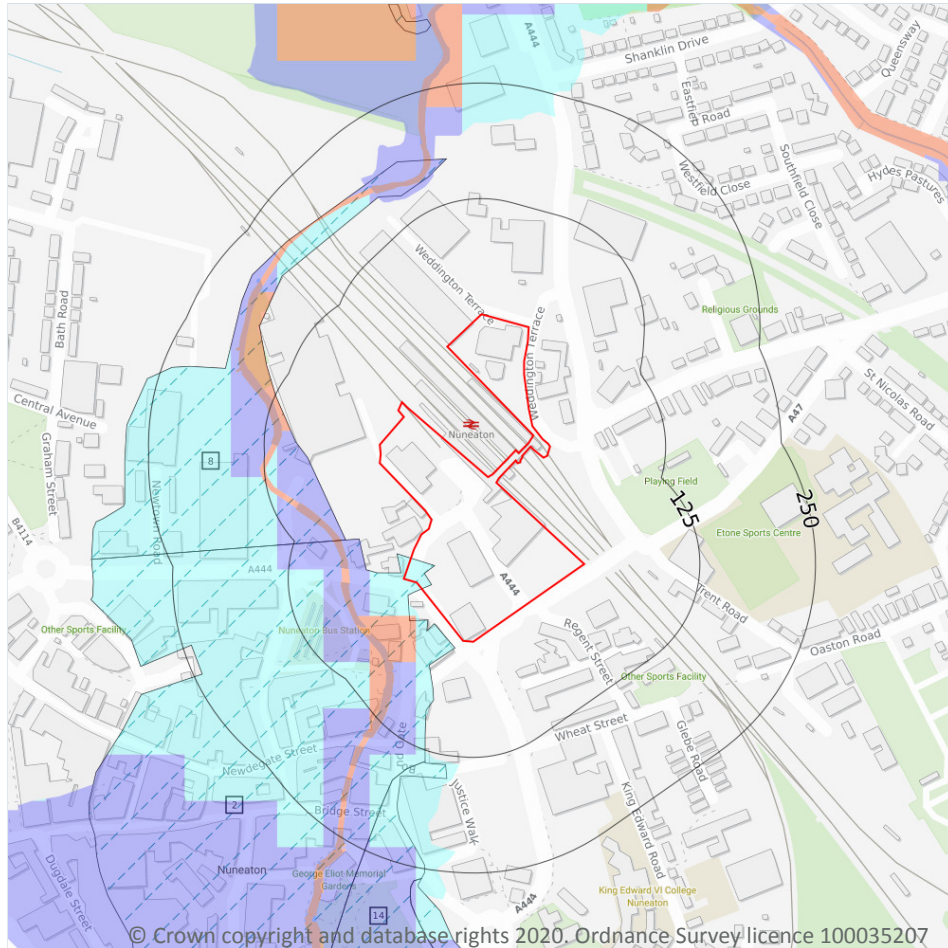 A444
Shanklin Drive
Queensway
Eastfield Road
Westfield Close
Southfield Close
Hydes Pastures
Weddington Terrace
Weddington Terrace
Religious Grounds
Bath Road
Central Avenue
Graham Street
B4114
8
Newtown Road
Nuneaton
A47
St Nicolas Road
Playing Field
125
250
Etone Sports Centre
A444
A444
Trent Road
Other Sports Facility
Nuneaton Bus Station
Regent Street
Oaston Road
Other Sports Facility
Wheat Street
Giebe Road
Newdegate Street
2
Bridge Street
Justice Walk
King Edward Road
Dugdale Street
Nuneaton
George Eliot Memorial
Gardens
14
King Edward VI College
Nuneaton
A444
© Crown copyright and database rights 2020. Ordnance Survey licence 100035207